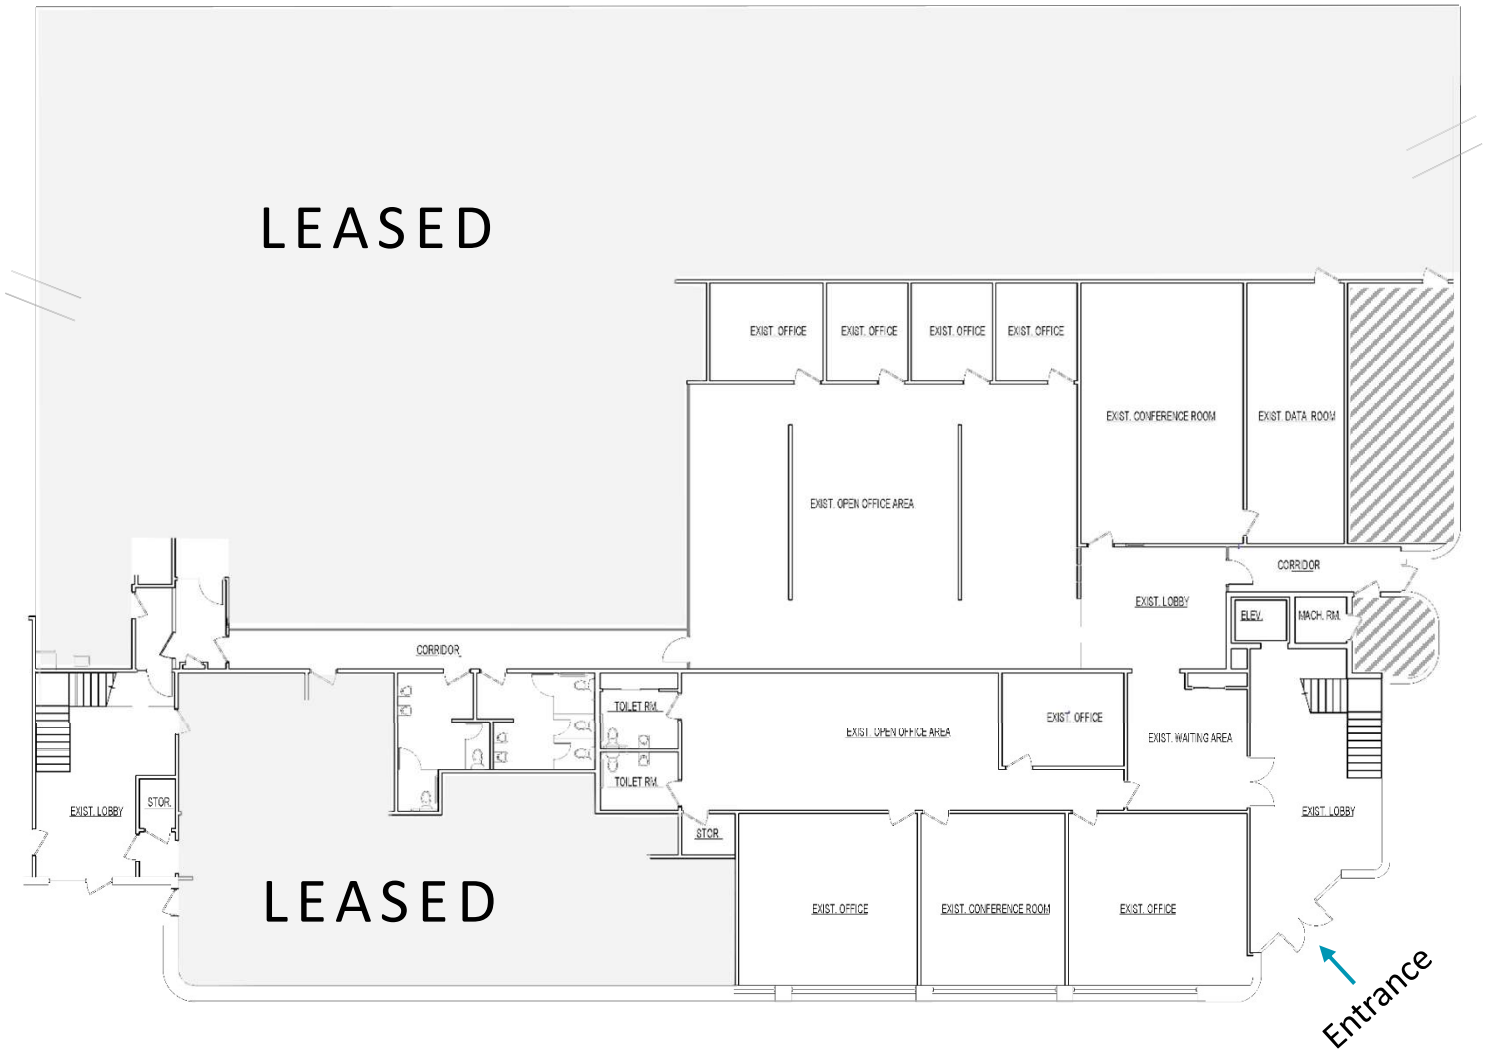 LEASED
EXIST. OFFICE
EXIST. OFFICE
EXIST. OFFICE
EXIST. OFFICE
EXIST. CONFERENCE ROOM
EXIST. DATA ROOM
EXIST. OPEN OFFICE AREA
CORRIDOR
EXIST. LOBBY
ELEV.
MACH. RM.
CORRIDOR
TOILET RM.
EXIST. OFFICE
EXIST. OPEN OFFICE AREA
EXIST. WAITING AREA
TOILET RM.
STOR.
EXIST. LOBBY
EXIST. LOBBY
STOR.
LEASED
EXIST. OFFICE
EXIST. CONFERENCE ROOM
EXIST. OFFICE
Entrance